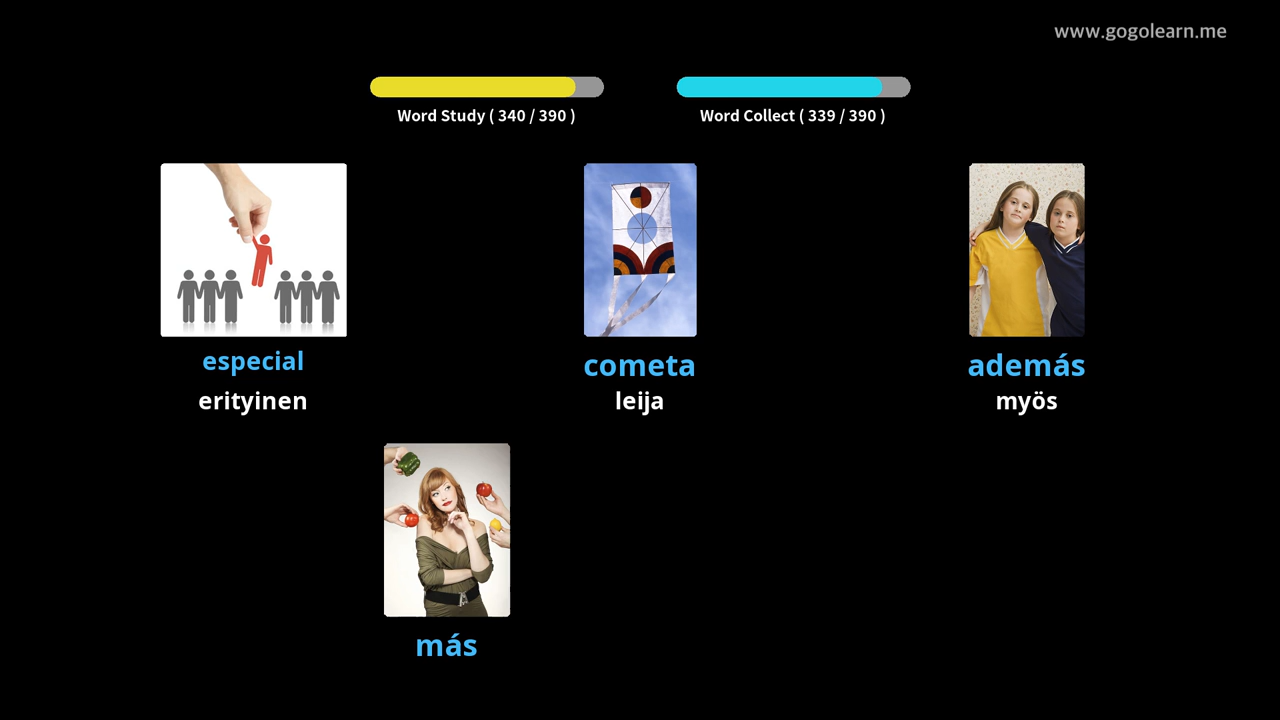 www.gogolearn.me
Word Study ( 340 / 390 )
Word Collect ( 339 / 390 )
especial
cometa
además
erityinen
leija
myös
más